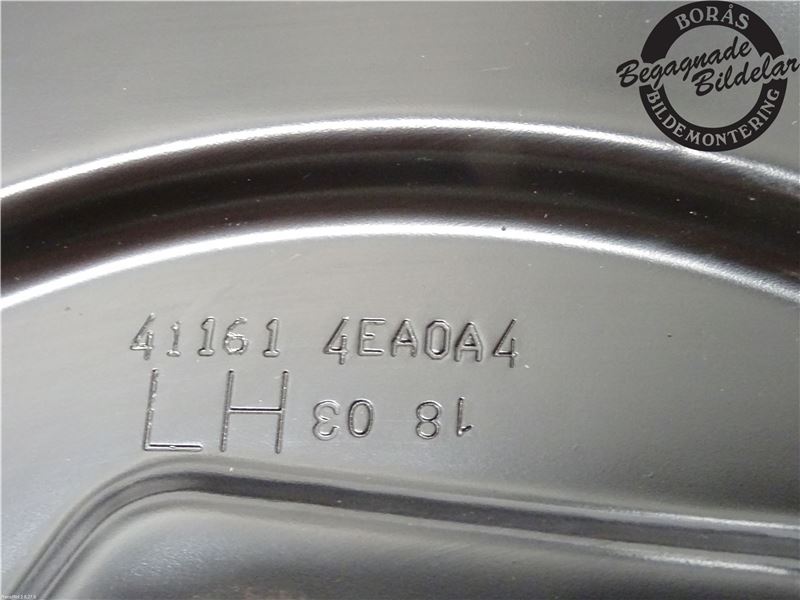 BORÅS
Begagnade
Bildelar
BILDEMONTERING
41161 4EA0A4
LH 18 03